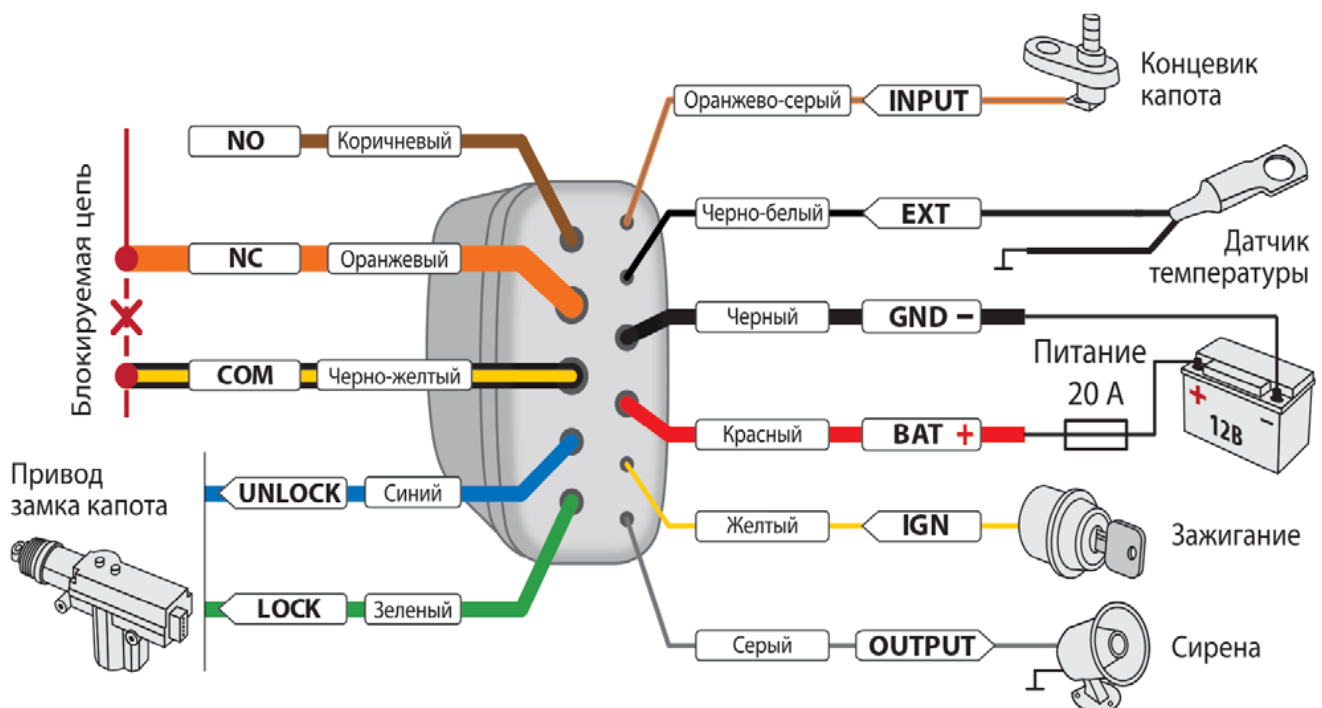 Оранжево-серый
INPUT
Концевик
капота
NO
Коричневый
Черно-белый
EXT
Датчик
температуры
Блокируемая цепь
NC
Оранжевый
Черный
GND −
Питание
20 А
COM
Черно-желтый
Красный
BAT +
+ −
12В
Привод
замка капота
UNLOCK
Синий
Желтый
IGN
Зажигание
LOCK
Зеленый
Серый
OUTPUT
Сирена